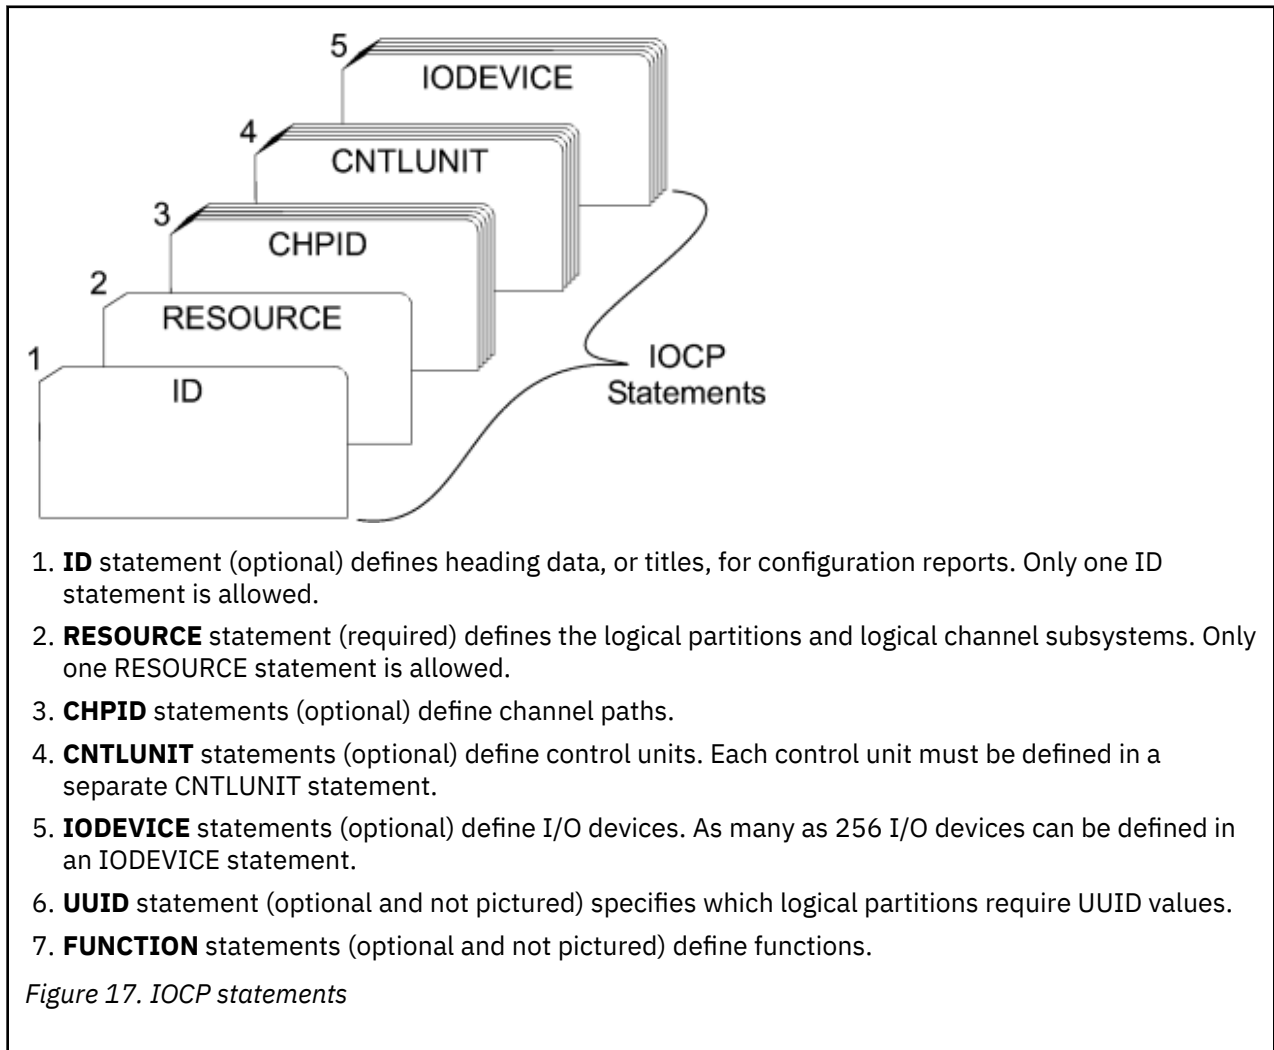 5
IODEVICE
4
CNTLUNIT
3
CHPID
2
RESOURCE
1
ID
IOCP
Statements
1. ID statement (optional) defines heading data, or titles, for configuration reports. Only one ID
statement is allowed.
2. RESOURCE statement (required) defines the logical partitions and logical channel subsystems. Only
one RESOURCE statement is allowed.
3. CHPID statements (optional) define channel paths.
4. CNTLUNIT statements (optional) define control units. Each control unit must be defined in a
separate CNTLUNIT statement.
5. IODEVICE statements (optional) define I/O devices. As many as 256 I/O devices can be defined in
an IODEVICE statement.
6. UUID statement (optional and not pictured) specifies which logical partitions require UUID values.
7. FUNCTION statements (optional and not pictured) define functions.
Figure 17. IOCP statements